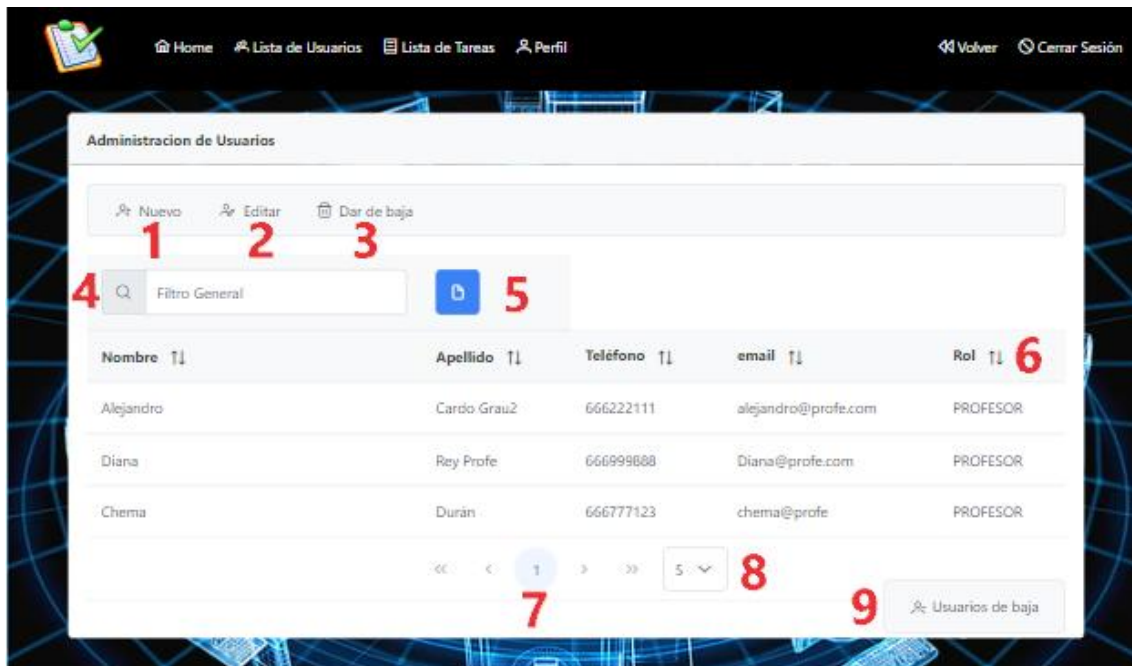 Home Lista de Usuarios Lista de Tareas Perfil Volver Cerrar Sesión
Administracion de Usuarios
Nuevo Editar Dar de baja
1 2 3
4 Filtro General 5
Nombre Apellido Teléfono email Rol 6
Alejandro Cardo Grau2 666222111 alejandro@profe.com PROFESOR
Diana Rey Profe 666999888 Diana@profe.com PROFESOR
Chema Durán 666777123 chema@profe PROFESOR
<< < 1 > >> 5 8
7
9 Usuarios de baja